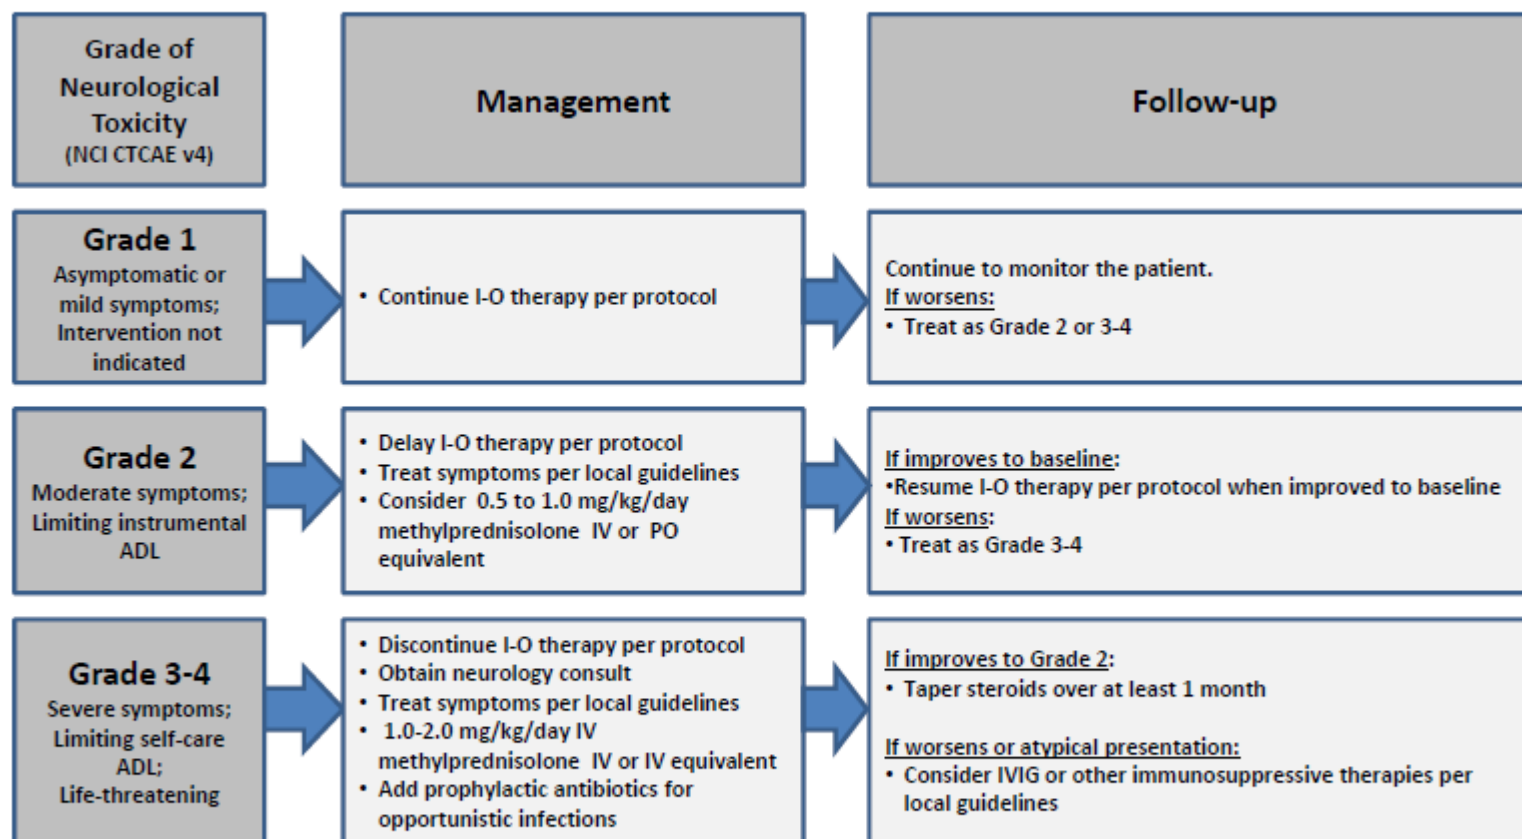 Grade of
Neurological
Toxicity
(NCI CTCAE v4)
Management
Follow-up
Grade 1
Asymptomatic or
mild symptoms;
Intervention not
indicated
• Continue I-O therapy per protocol
Continue to monitor the patient.
If worsens:
• Treat as Grade 2 or 3-4
Grade 2
Moderate symptoms;
Limiting instrumental
ADL
• Delay I-O therapy per protocol
• Treat symptoms per local guidelines
• Consider 0.5 to 1.0 mg/kg/day
methylprednisolone IV or PO
equivalent
If improves to baseline:
•Resume I-O therapy per protocol when improved to baseline
If worsens:
• Treat as Grade 3-4
Grade 3-4
Severe symptoms;
Limiting self-care
ADL;
Life-threatening
• Discontinue I-O therapy per protocol
• Obtain neurology consult
• Treat symptoms per local guidelines
• 1.0-2.0 mg/kg/day IV
methylprednisolone IV or IV equivalent
• Add prophylactic antibiotics for
opportunistic infections
If improves to Grade 2:
• Taper steroids over at least 1 month
If worsens or atypical presentation:
• Consider IVIG or other immunosuppressive therapies per
local guidelines